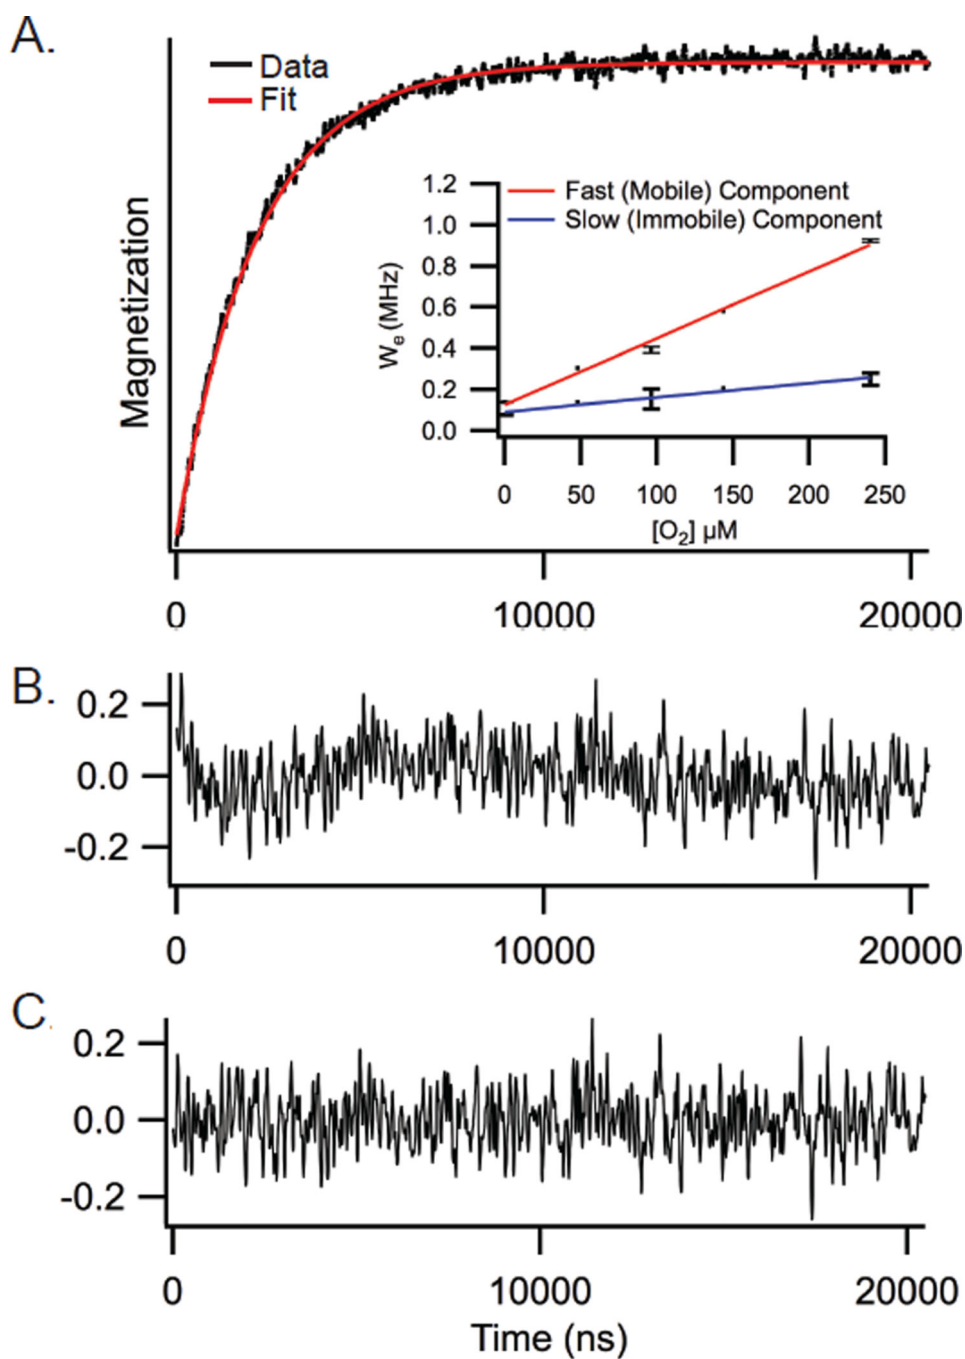 A.
Data
Fit
Magnetization
1.2
1.0
0.8
0.6
0.4
0.2
0.0
We (MHz)
Fast (Mobile) Component
Slow (Immobile) Component
0 50 100 150 200 250
[O2] µM
0 10000 20000
B.
0.2
0.0
-0.2
0 10000 20000
C.
0.2
0.0
-0.2
0 10000 20000
Time (ns)